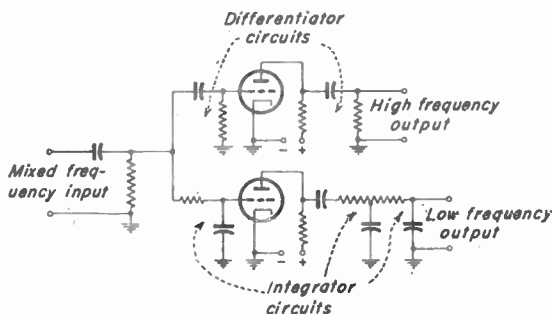 Differentiator
circuits
High frequency
output
Mixed freq-
uency input
- +
Low frequency
output
- +
Integrator
circuits